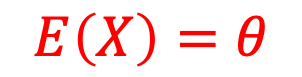 E(X) = θ